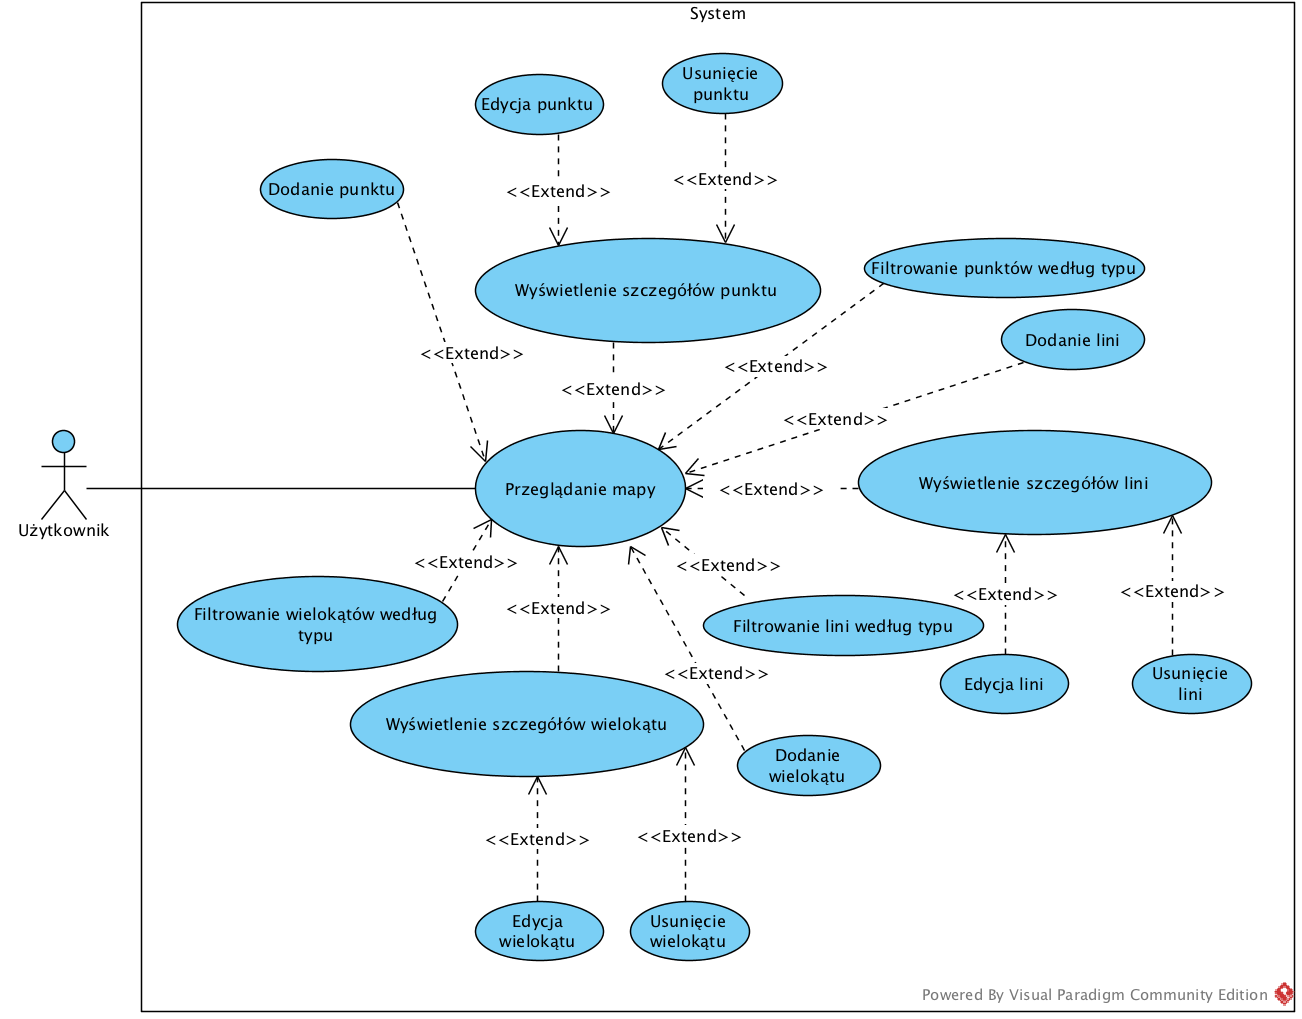 System
Usunięcie
punktu
Edycja punktu
<<Extend>>
<<Extend>>
Dodanie punktu
Filtrowanie punktów według typu
Wyświetlenie szczegółów punktu
Dodanie lini
<<Extend>>
<<Extend>>
<<Extend>>
<<Extend>>
Wyświetlenie szczegółów lini
Przeglądanie mapy
<<Extend>>
Użytkownik
<<Extend>>
<<Extend>>
<<Extend>>
<<Extend>>
<<Extend>>
Filtrowanie wielokątów według
typu
Filtrowanie lini według typu
<<Extend>>
Edycja lini
Usunięcie
lini
Wyświetlenie szczegółów wielokątu
Dodanie
wielokątu
<<Extend>>
<<Extend>>
Edycja
wielokątu
Usunięcie
wielokątu
Powered By Visual Paradigm Community Edition